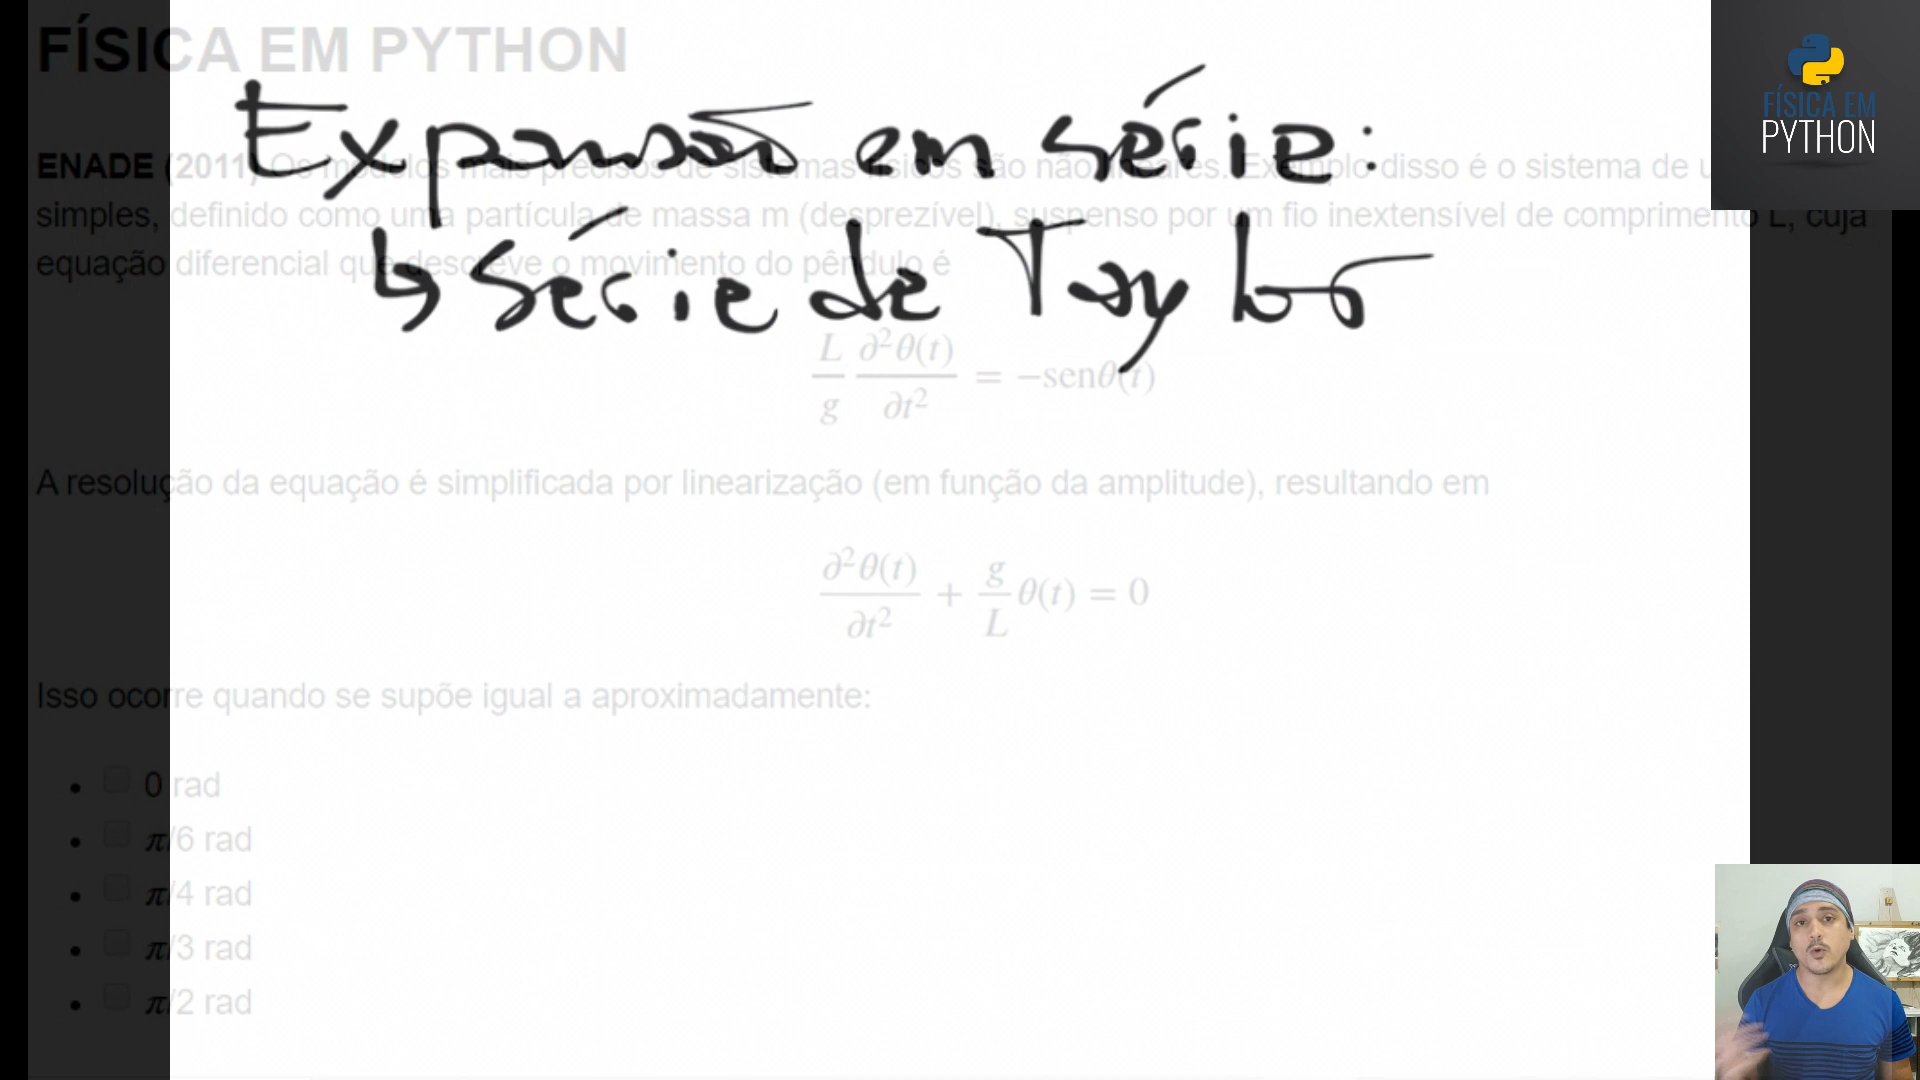 FÍSICA EM PYTHON
Expansão em série:
ENADE (2011) Os modelos mais precisos de sistemas físicos são não lineares. Exemplo disso é o sistema de
simples, definido como uma partícula de massa m (desprezível), suspenso por um fio inextensível de comprimento L, cuja
equação diferencial que descreve o movimento do pêndulo é
↳ Série de Taylor
L/g ∂²θ(t)/∂t² = −senθ(t)
A resolução da equação é simplificada por linearização (em função da amplitude), resultando em
∂²θ(t)/∂t² + g/L θ(t) = 0
Isso ocorre quando se supõe igual a aproximadamente:
• 0 rad
• π/6 rad
• π/4 rad
• π/3 rad
• π/2 rad
FÍSICA EM
PYTHON